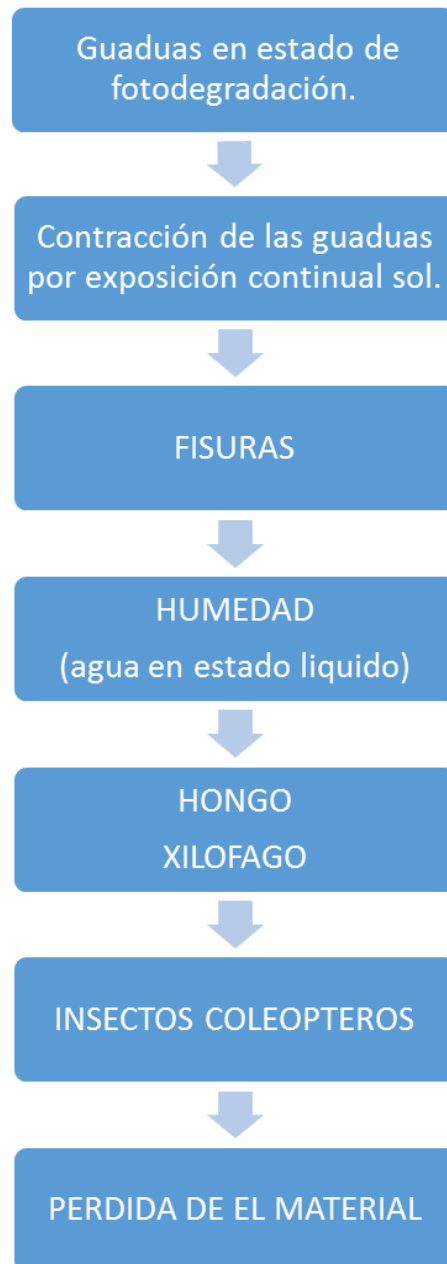 Guaduas en estado de
fotodegradación.
Contracción de las guaduas
por exposición continual sol.
FISURAS
HUMEDAD
(agua en estado liquido)
HONGO
XILOFAGO
INSECTOS COLEOPTEROS
PERDIDA DE EL MATERIAL